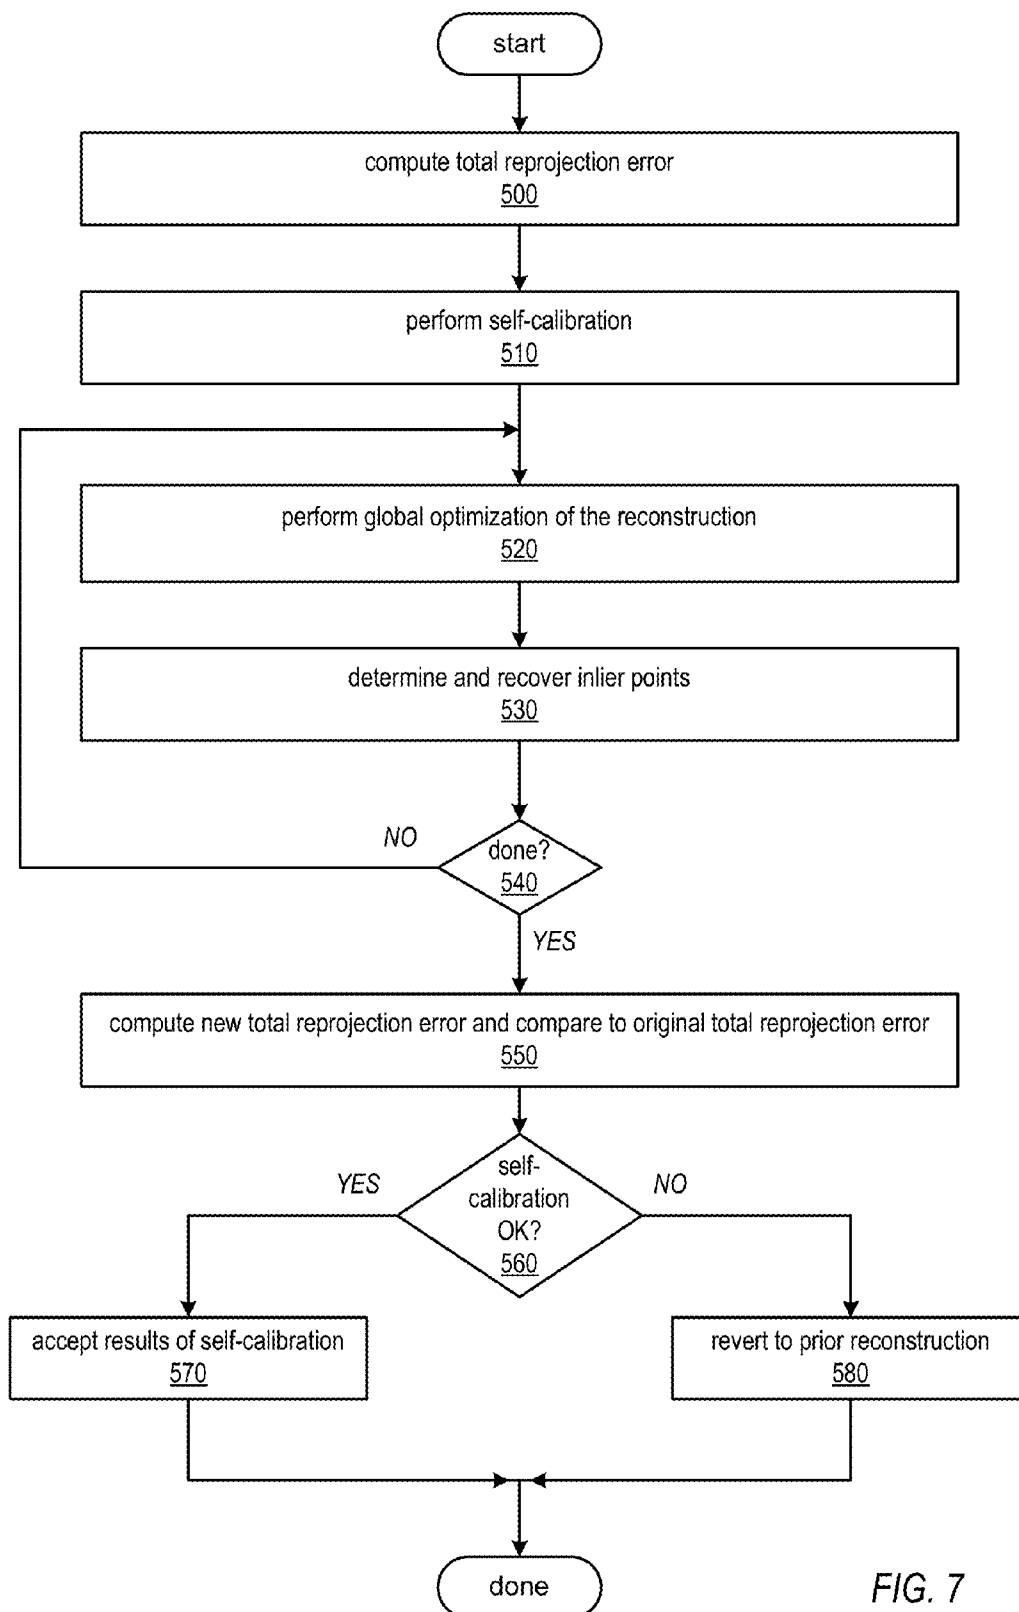 start
compute total reprojection error
500
perform self-calibration
510
perform global optimization of the reconstruction
520
determine and recover inlier points
530
NO
done?
540
YES
compute new total reprojection error and compare to original total reprojection error
550
YES
self-
calibration
OK?
560
NO
accept results of self-calibration
570
revert to prior reconstruction
580
done
FIG. 7